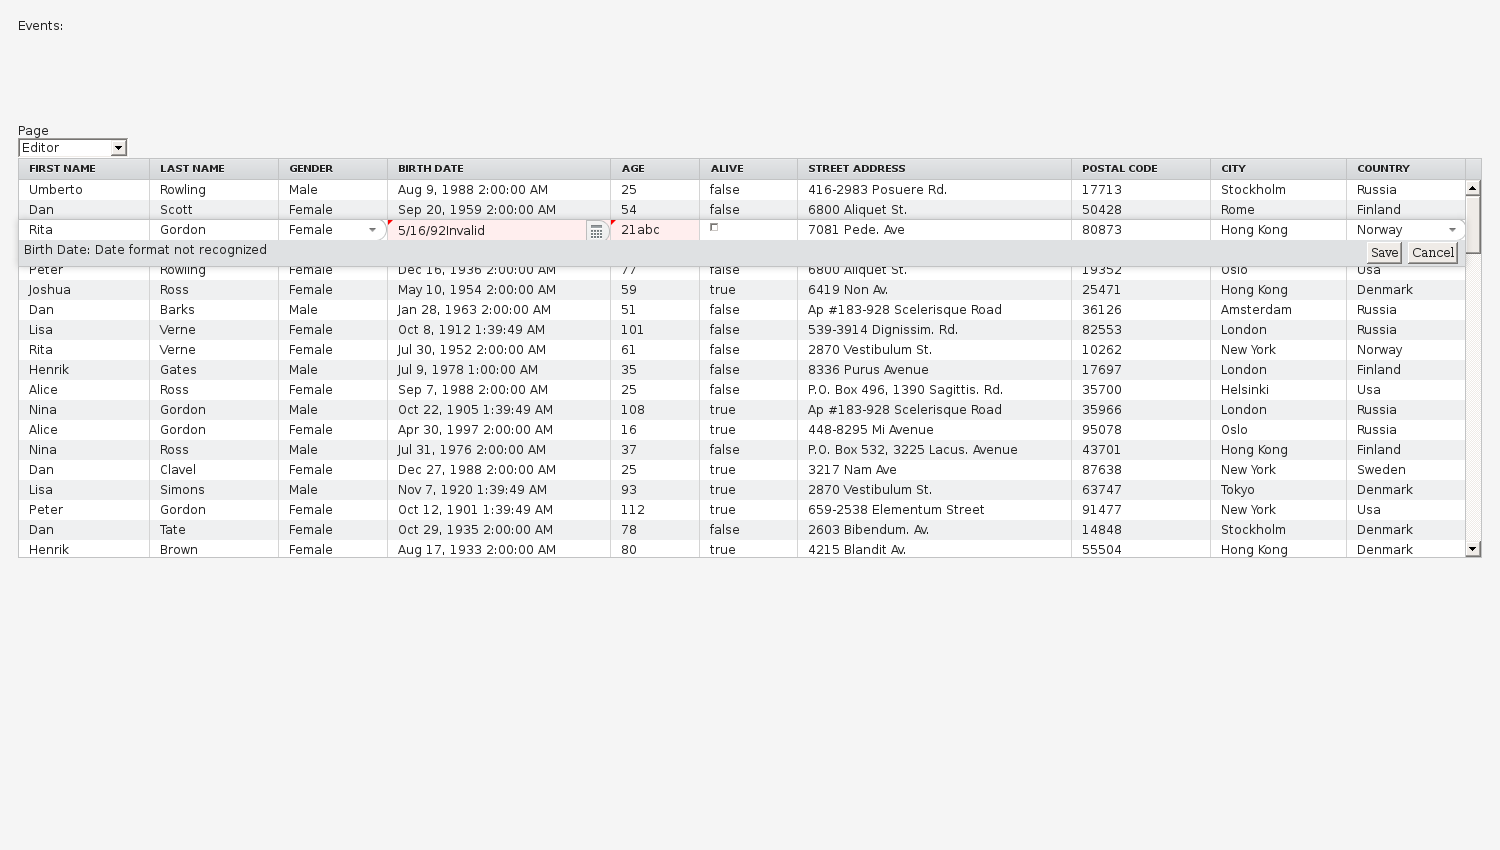 Events:
Page
Editor
FIRST NAME LAST NAME GENDER BIRTH DATE AGE ALIVE STREET ADDRESS POSTAL CODE CITY COUNTRY
Umberto Rowling Male Aug 9, 1988 2:00:00 AM 25 false 416-2983 Posuere Rd. 17713 Stockholm Russia
Dan Scott Female Sep 20, 1959 2:00:00 AM 54 false 6800 Aliquet St. 50428 Rome Finland
Rita Gordon Female 5/16/92Invalid 21abc 7081 Pede. Ave 80873 Hong Kong Norway
Birth Date: Date format not recognized Save Cancel
Peter Rowling Female Dec 16, 1936 2:00:00 AM 77 false 6800 Aliquet St. 19352 Oslo Usa
Joshua Ross Female May 10, 1954 2:00:00 AM 59 true 6419 Non Av. 25471 Hong Kong Denmark
Dan Barks Male Jan 28, 1963 2:00:00 AM 51 false Ap #183-928 Scelerisque Road 36126 Amsterdam Russia
Lisa Verne Female Oct 8, 1912 1:39:49 AM 101 false 539-3914 Dignissim. Rd. 82553 London Russia
Rita Verne Female Jul 30, 1952 2:00:00 AM 61 false 2870 Vestibulum St. 10262 New York Norway
Henrik Gates Male Jul 9, 1978 1:00:00 AM 35 false 8336 Purus Avenue 17697 London Finland
Alice Ross Female Sep 7, 1988 2:00:00 AM 25 false P.O. Box 496, 1390 Sagittis. Rd. 35700 Helsinki Usa
Nina Gordon Male Oct 22, 1905 1:39:49 AM 108 true Ap #183-928 Scelerisque Road 35966 London Russia
Alice Gordon Female Apr 30, 1997 2:00:00 AM 16 true 448-8295 Mi Avenue 95078 Oslo Russia
Nina Ross Male Jul 31, 1976 2:00:00 AM 37 false P.O. Box 532, 3225 Lacus. Avenue 43701 Hong Kong Finland
Dan Clavel Female Dec 27, 1988 2:00:00 AM 25 true 3217 Nam Ave 87638 New York Sweden
Lisa Simons Male Nov 7, 1920 1:39:49 AM 93 true 2870 Vestibulum St. 63747 Tokyo Denmark
Peter Gordon Female Oct 12, 1901 1:39:49 AM 112 true 659-2538 Elementum Street 91477 New York Usa
Dan Tate Female Oct 29, 1935 2:00:00 AM 78 false 2603 Bibendum. Av. 14848 Stockholm Denmark
Henrik Brown Female Aug 17, 1933 2:00:00 AM 80 true 4215 Blandit Av. 55504 Hong Kong Denmark